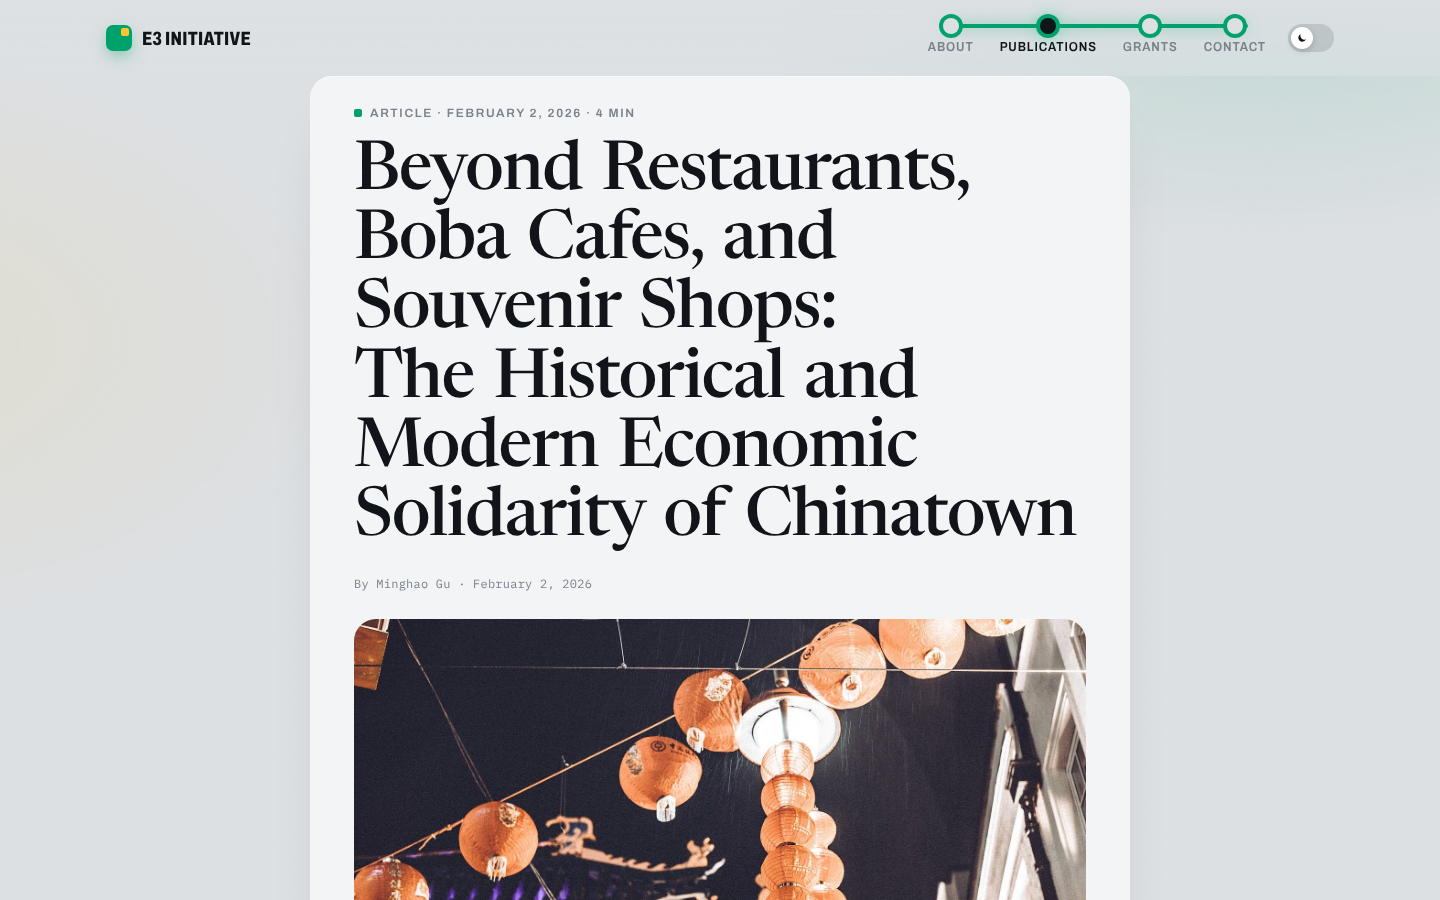 E3 INITIATIVE
ABOUT
PUBLICATIONS
GRANTS
CONTACT
ARTICLE · FEBRUARY 2, 2026 · 4 MIN
Beyond Restaurants,
Boba Cafes, and
Souvenir Shops:
The Historical and
Modern Economic
Solidarity of Chinatown
By Minghao Gu · February 2, 2026